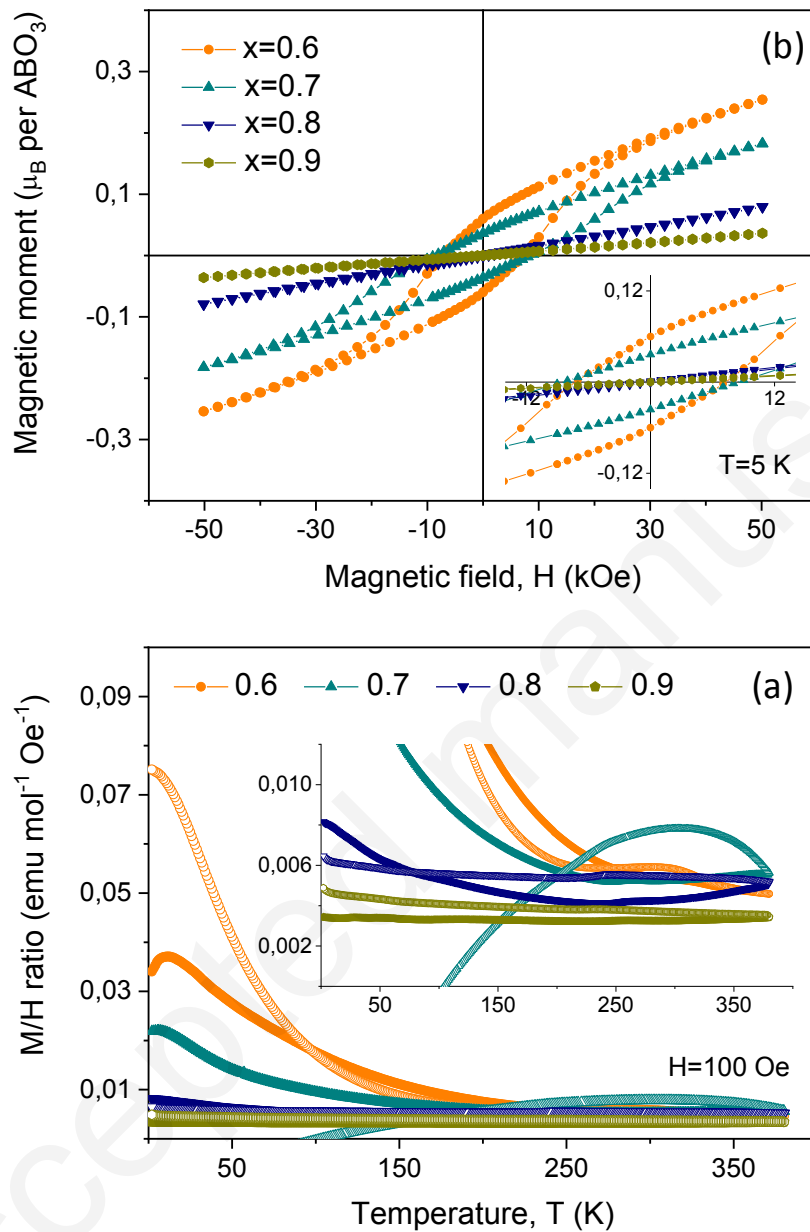 (b)
x=0.6
x=0.7
x=0.8
x=0.9
Magnetic moment (μB per ABO3)
0,3
0,1
-0,1
-0,3
0,12
-12
12
-0,12
T=5 K
-50
-30
-10
10
30
50
Magnetic field, H (kOe)
(a)
0.6
0.7
0.8
0.9
M/H ratio (emu mol⁻¹ Oe⁻¹)
0,09
0,07
0,05
0,03
0,01
0,010
0,006
0,002
50
150
250
350
H=100 Oe
50
150
250
350
Temperature, T (K)
cepted manus